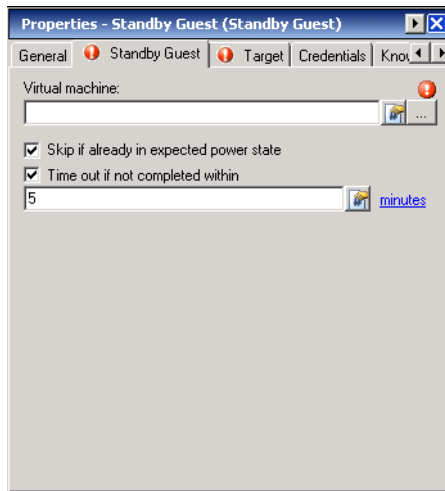 Properties - Standby Guest (Standby Guest)
General Standby Guest Target Credentials
Virtual machine:
...
Skip if already in expected power state
Time out if not completed within
5 minutes